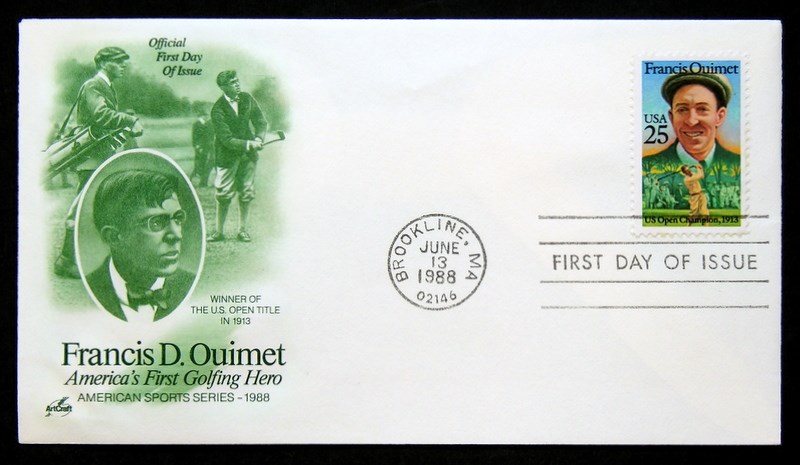 Official
First Day
Of Issue
WINNER OF
THE U.S. OPEN TITLE
IN 1913
Francis D. Ouimet
America's First Golfing Hero
AMERICAN SPORTS SERIES - 1988
ArtCraft
BROOKLINE, MA
JUNE
13
1988
02146
Francis Ouimet
USA
25
US Open Champion, 1913
FIRST DAY OF ISSUE